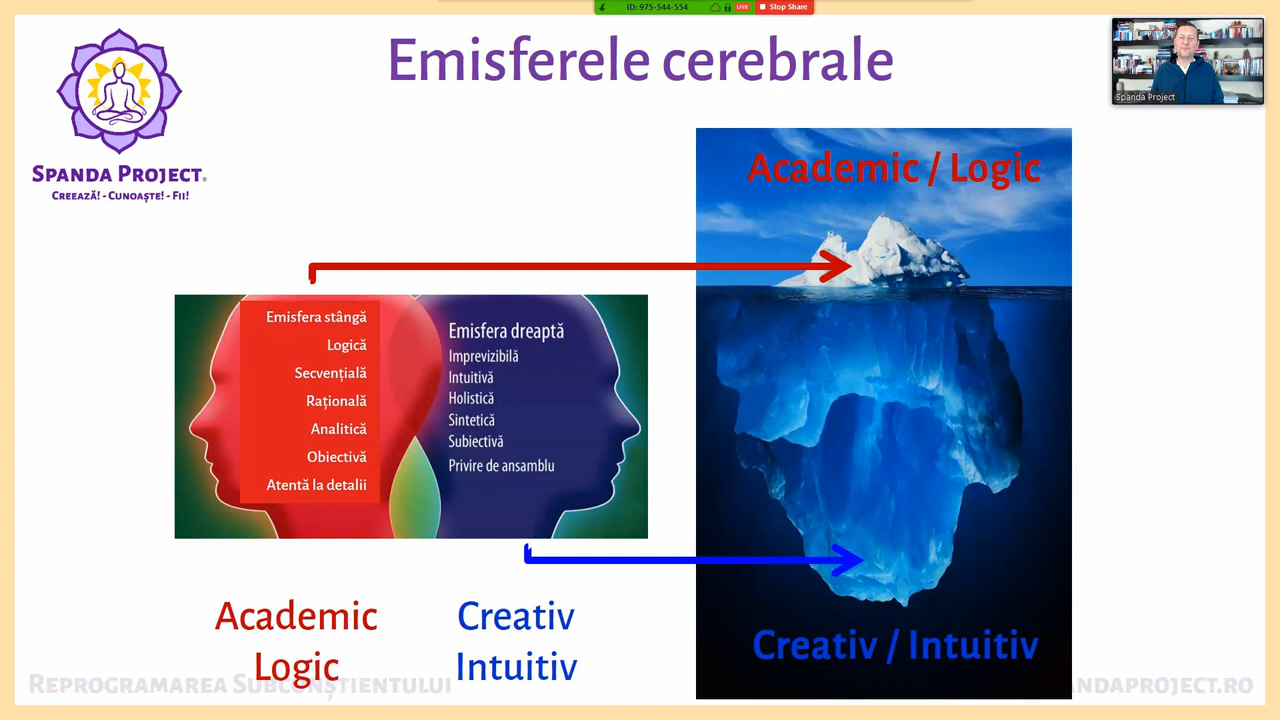 ID: 975-544-554
LIVE
Stop Share
Emisferele cerebrale
Spanda Project
SPANDA PROJECT®
CREEAZĂ! - CUNOAȘTE! - FII!
Academic / Logic
Emisfera stângă
Logică
Secvențială
Rațională
Analitică
Obiectivă
Atentă la detalii
Emisfera dreaptă
Imprevizibilă
Intuitivă
Holistică
Sintetică
Subiectivă
Privire de ansamblu
Academic
Logic
Creativ
Intuitiv
Creativ / Intuitiv
REPROGRAMAREA SUBCONȘTIENTULUI
NDAPROJECT.RO